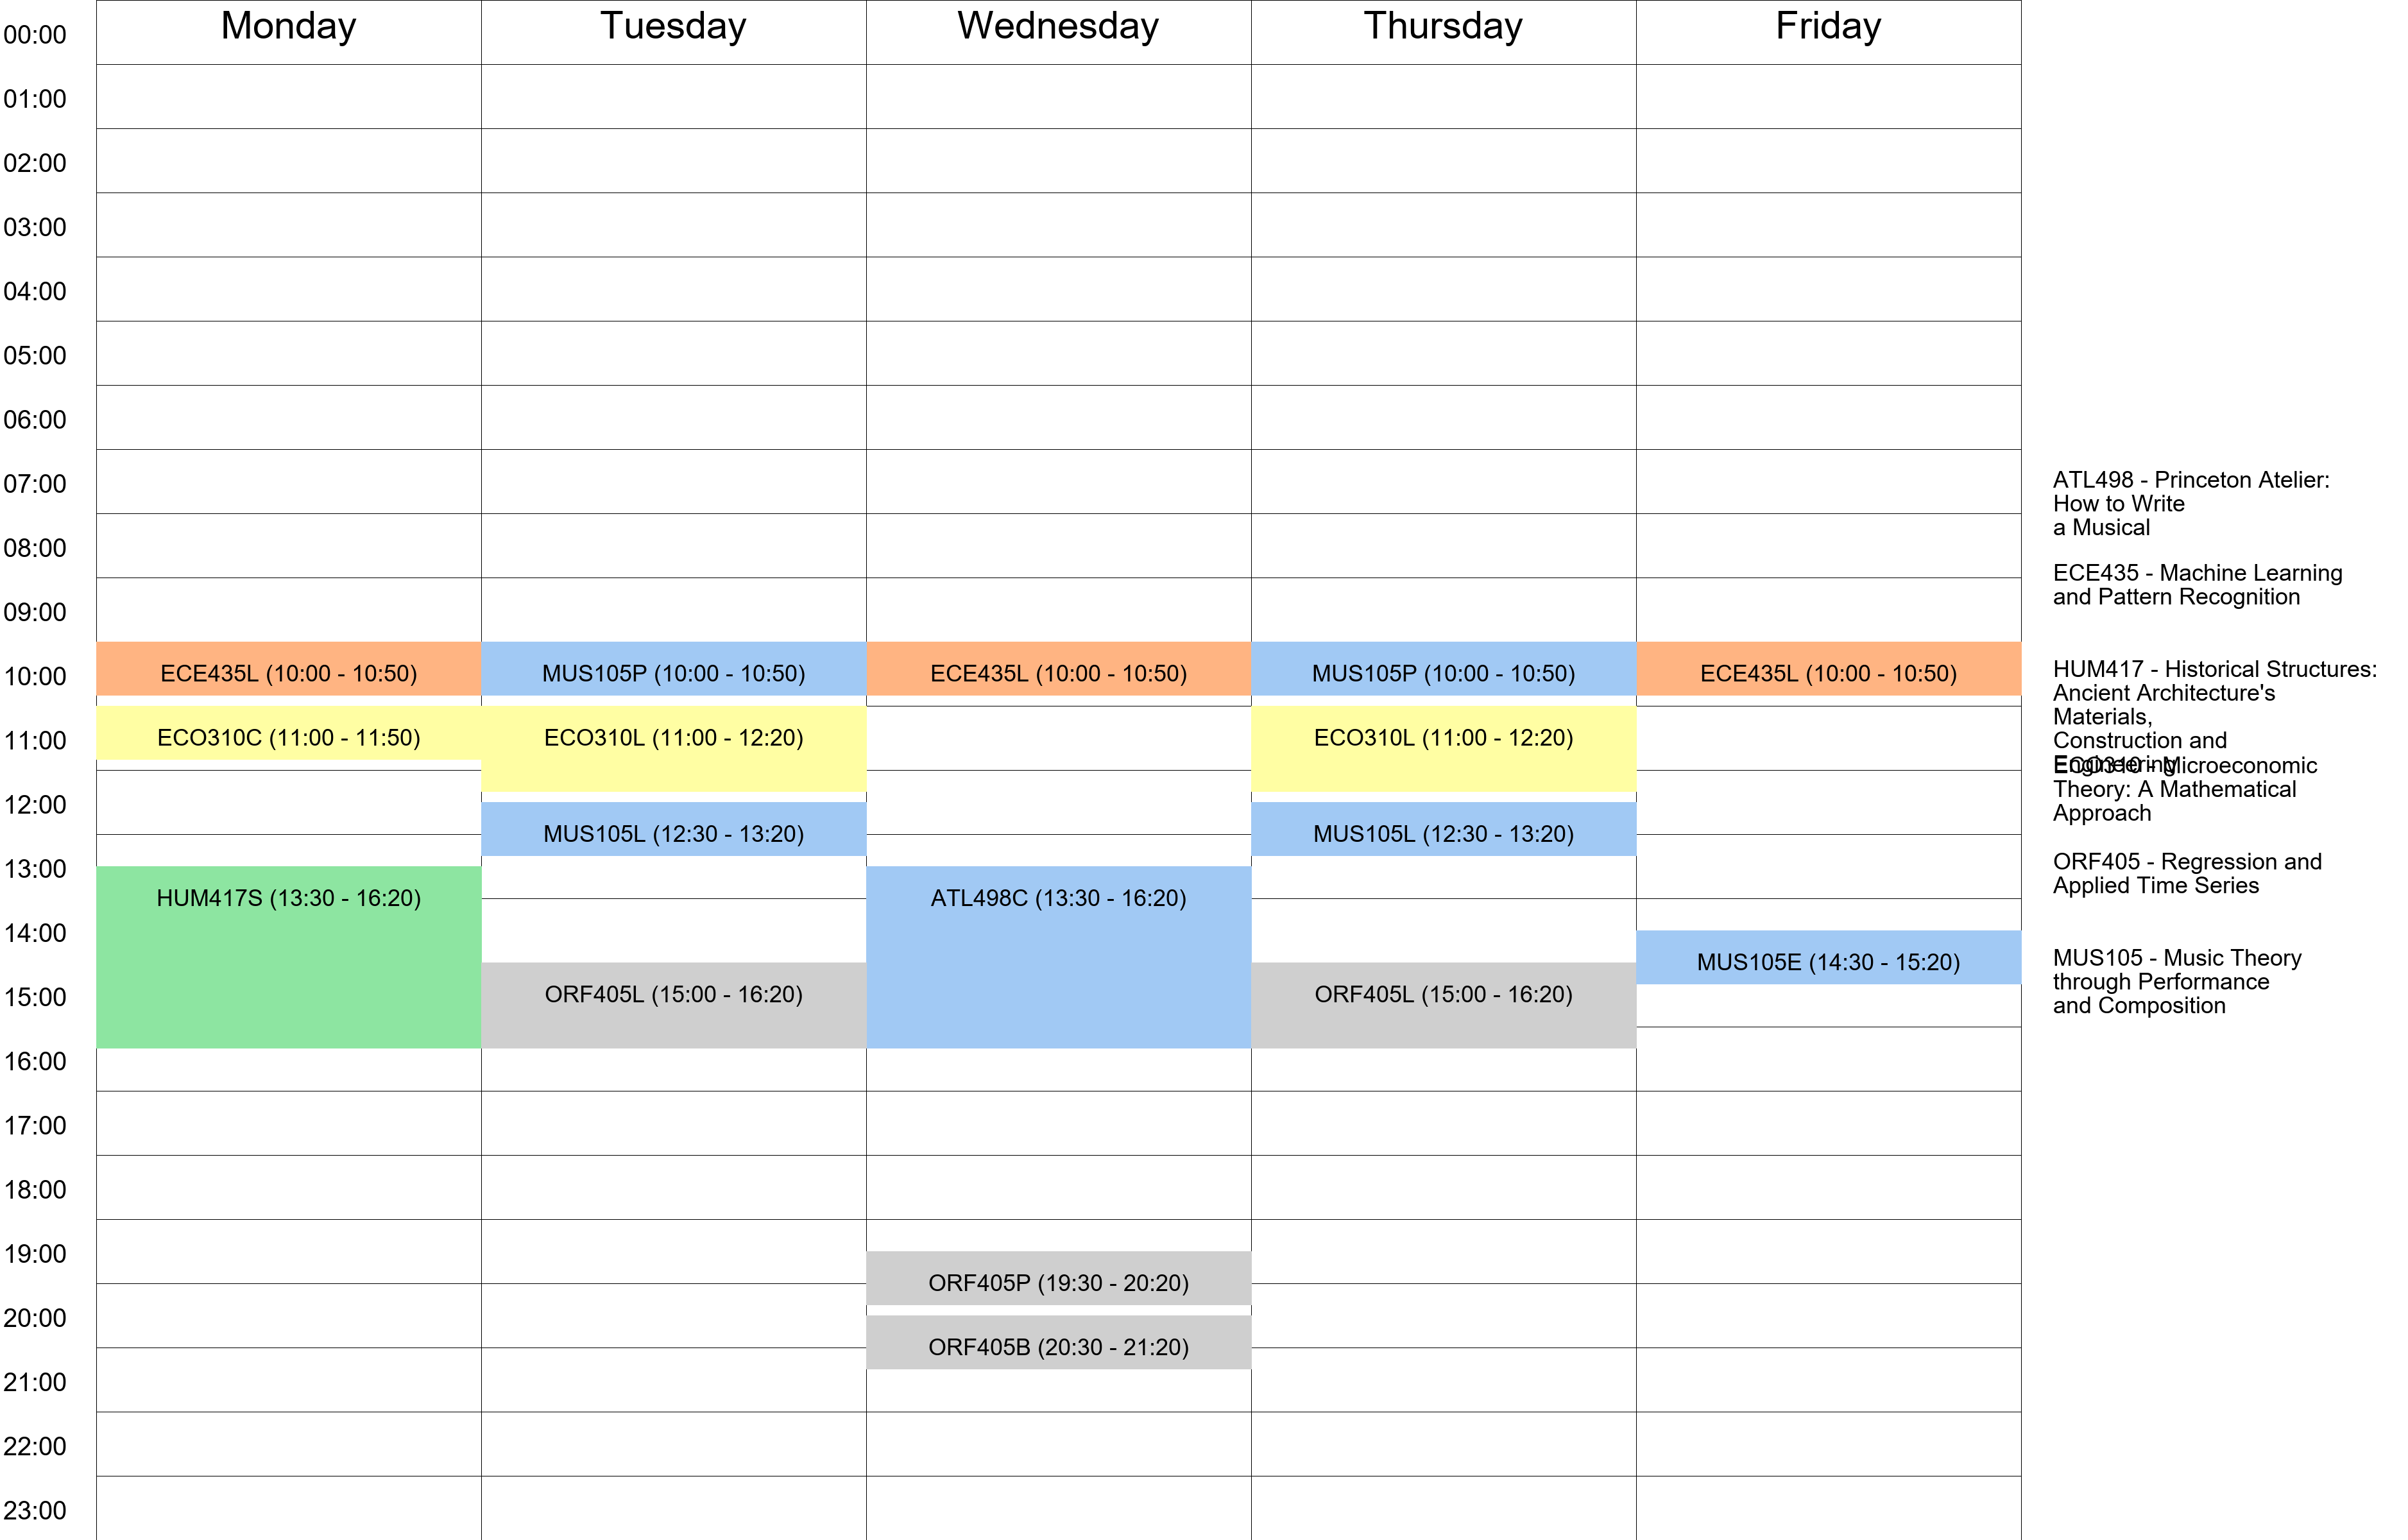 Monday Tuesday Wednesday Thursday Friday
00:00
01:00
02:00
03:00
04:00
05:00
06:00
07:00
08:00
09:00
10:00 ECE435L (10:00 - 10:50) MUS105P (10:00 - 10:50) ECE435L (10:00 - 10:50) MUS105P (10:00 - 10:50) ECE435L (10:00 - 10:50)
11:00 ECO310C (11:00 - 11:50) ECO310L (11:00 - 12:20) ECO310L (11:00 - 12:20)
12:00
MUS105L (12:30 - 13:20) MUS105L (12:30 - 13:20)
13:00
HUM417S (13:30 - 16:20) ATL498C (13:30 - 16:20)
14:00
MUS105E (14:30 - 15:20)
15:00 ORF405L (15:00 - 16:20) ORF405L (15:00 - 16:20)
16:00
17:00
18:00
19:00
ORF405P (19:30 - 20:20)
20:00
ORF405B (20:30 - 21:20)
21:00
22:00
23:00
ATL498 - Princeton Atelier:
How to Write
a Musical
ECE435 - Machine Learning
and Pattern Recognition
HUM417 - Historical Structures:
Ancient Architecture's
Materials,
Construction and
Engineering
ECO310 - Microeconomic
Theory: A Mathematical
Approach
ORF405 - Regression and
Applied Time Series
MUS105 - Music Theory
through Performance
and Composition